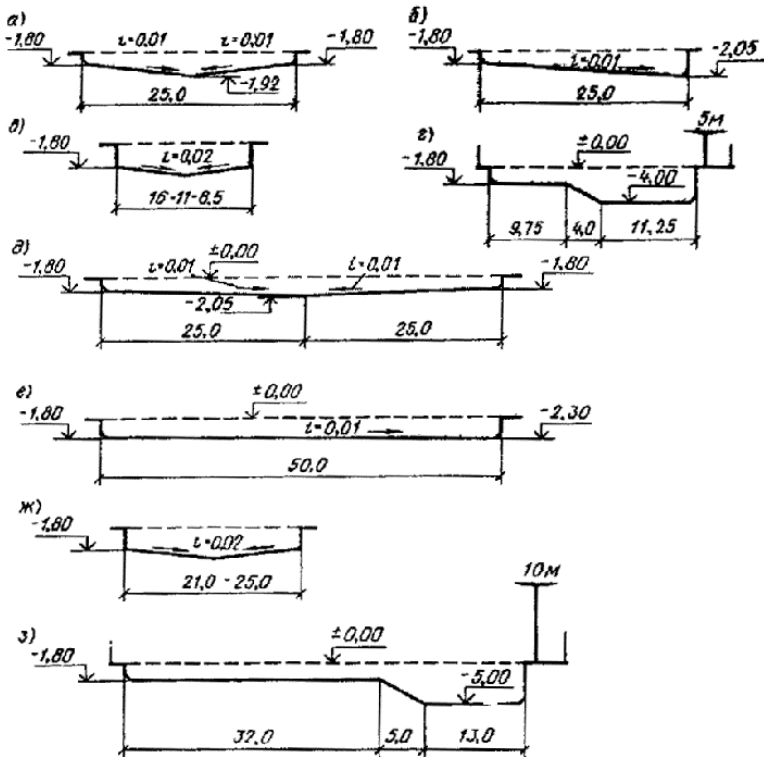 а)
-1,80 i=0.01 i=0.01 -1,80
-1,92
25.0
б)
-1,80 i=0.01 -2,05
25.0
в)
-1,80 i=0.02
16-11-8.5
г)
5м
±0,00
-1,80
-4,00
9,75 4.0 11,25
д)
±0,00
-1,80 i=0.01 i=0.01 -1,80
-2,05
25,0 25,0
е)
±0,00
-1,80 -2,30
i=0,01
50.0
ж)
-1,80
i=0.02
21,0-25,0
10м
з)
±0,00
-1,80
-5,00
32.0 5.0 13,0